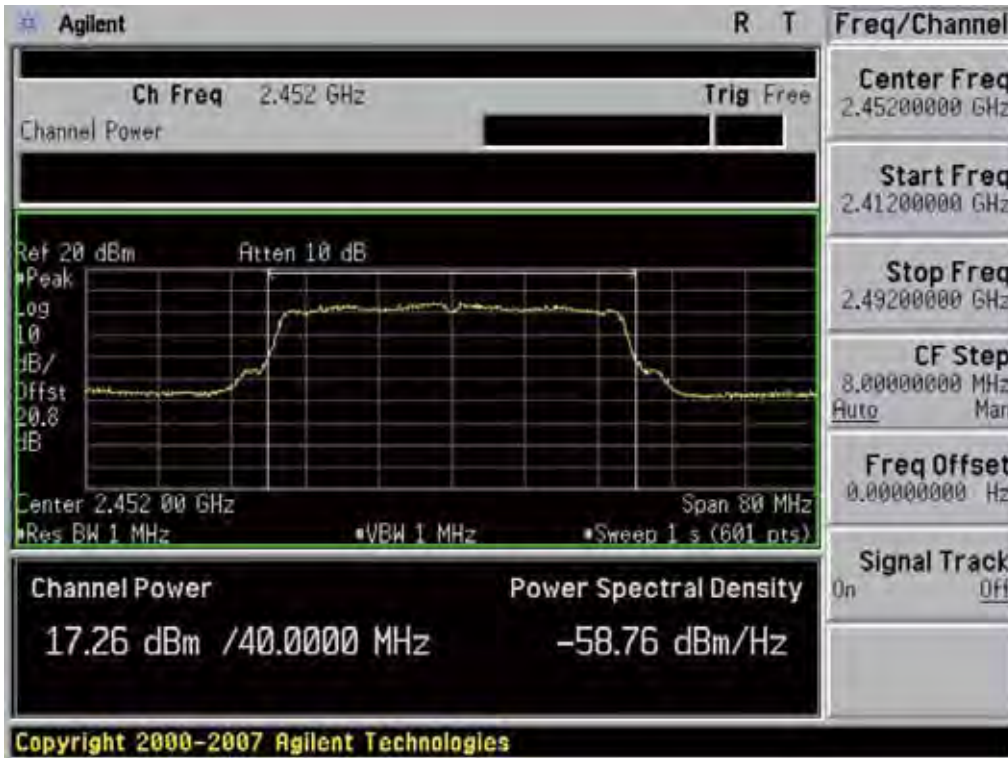 Agilent R T Freq/Channel
Ch Freq 2.452 GHz Trig Free
Channel Power
Center Freq
2.45200000 GHz
Start Freq
2.41200000 GHz
Stop Freq
2.49200000 GHz
CF Step
8.00000000 MHz
Auto Man
Freq Offset
0.00000000 Hz
Signal Track
On Off
Ref 20 dBm Atten 10 dB
Peak
Log
10
dB/
Offst
20.8
dB
Center 2.452 00 GHz Span 80 MHz
Res BW 1 MHz VBW 1 MHz Sweep 1 s (601 pts)
Channel Power Power Spectral Density
17.26 dBm /40.0000 MHz -58.76 dBm/Hz
Copyright 2000-2007 Agilent Technologies